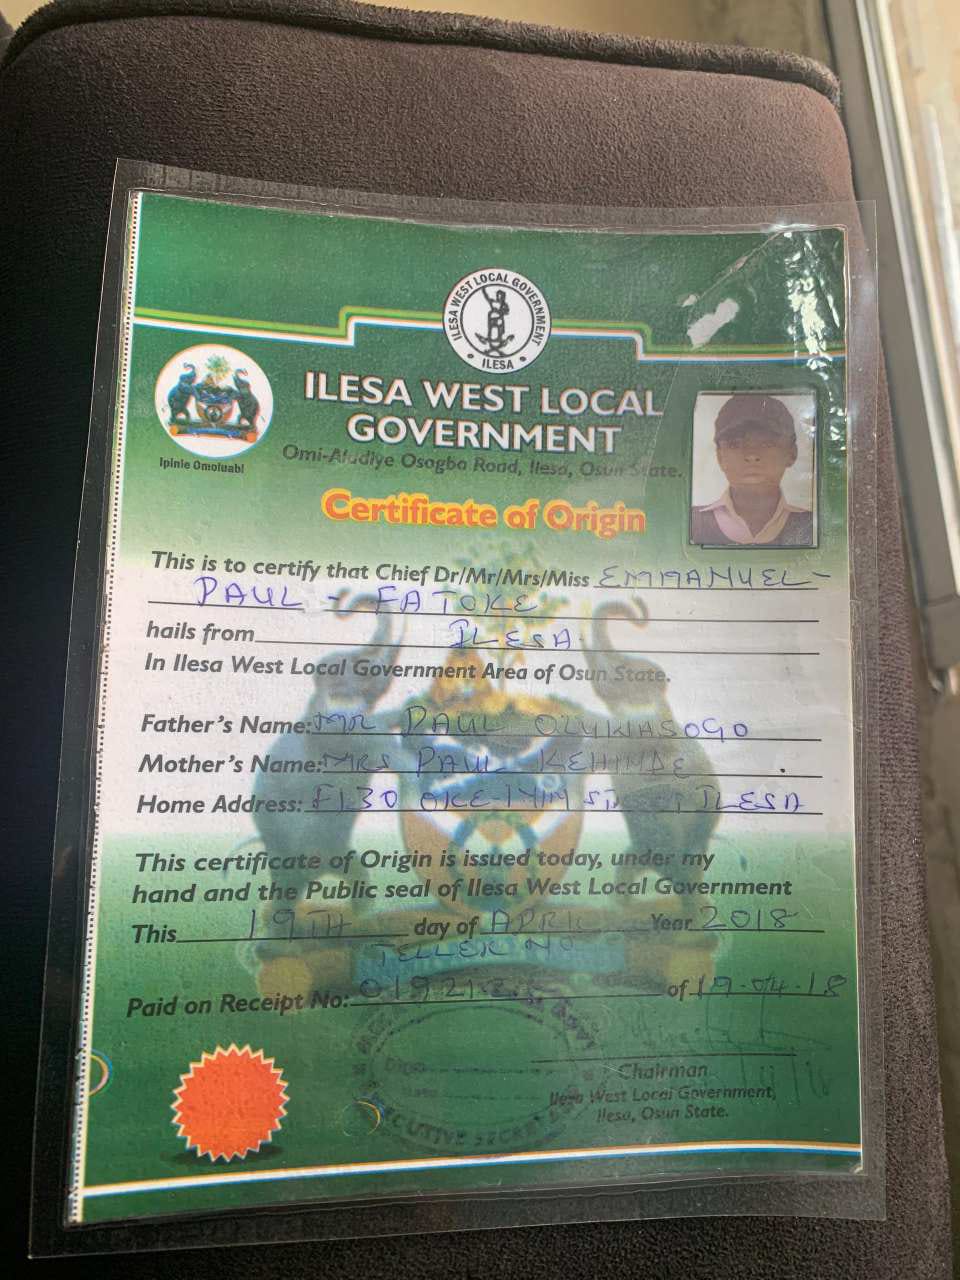 ILESA WEST LOCAL GOVERNMENT
ILESA
ILESA WEST LOCAL
GOVERNMENT
Ipinle Omoluabi
Omi-Aladiye Osogbo Road, Ilesa, Osun State.
Certificate of Origin
This is to certify that Chief Dr/Mr/Mrs/Miss EMMANUEL-
PAUL - FATOKE
hails from ILESA
In Ilesa West Local Government Area of Osun State.
Father's Name: MR PAUL OLUWASOGO
Mother's Name: MRS PAUL KEHINDE
Home Address: F130 OKE-IYIN ILESA
This certificate of Origin is issued today, under my
hand and the Public seal of Ilesa West Local Government
This 19TH day of APRIL Year 2018
TELLER NO
Paid on Receipt No: of 19.04.18
Chairman
Ilesa West Local Government,
Ilesa, Osun State.